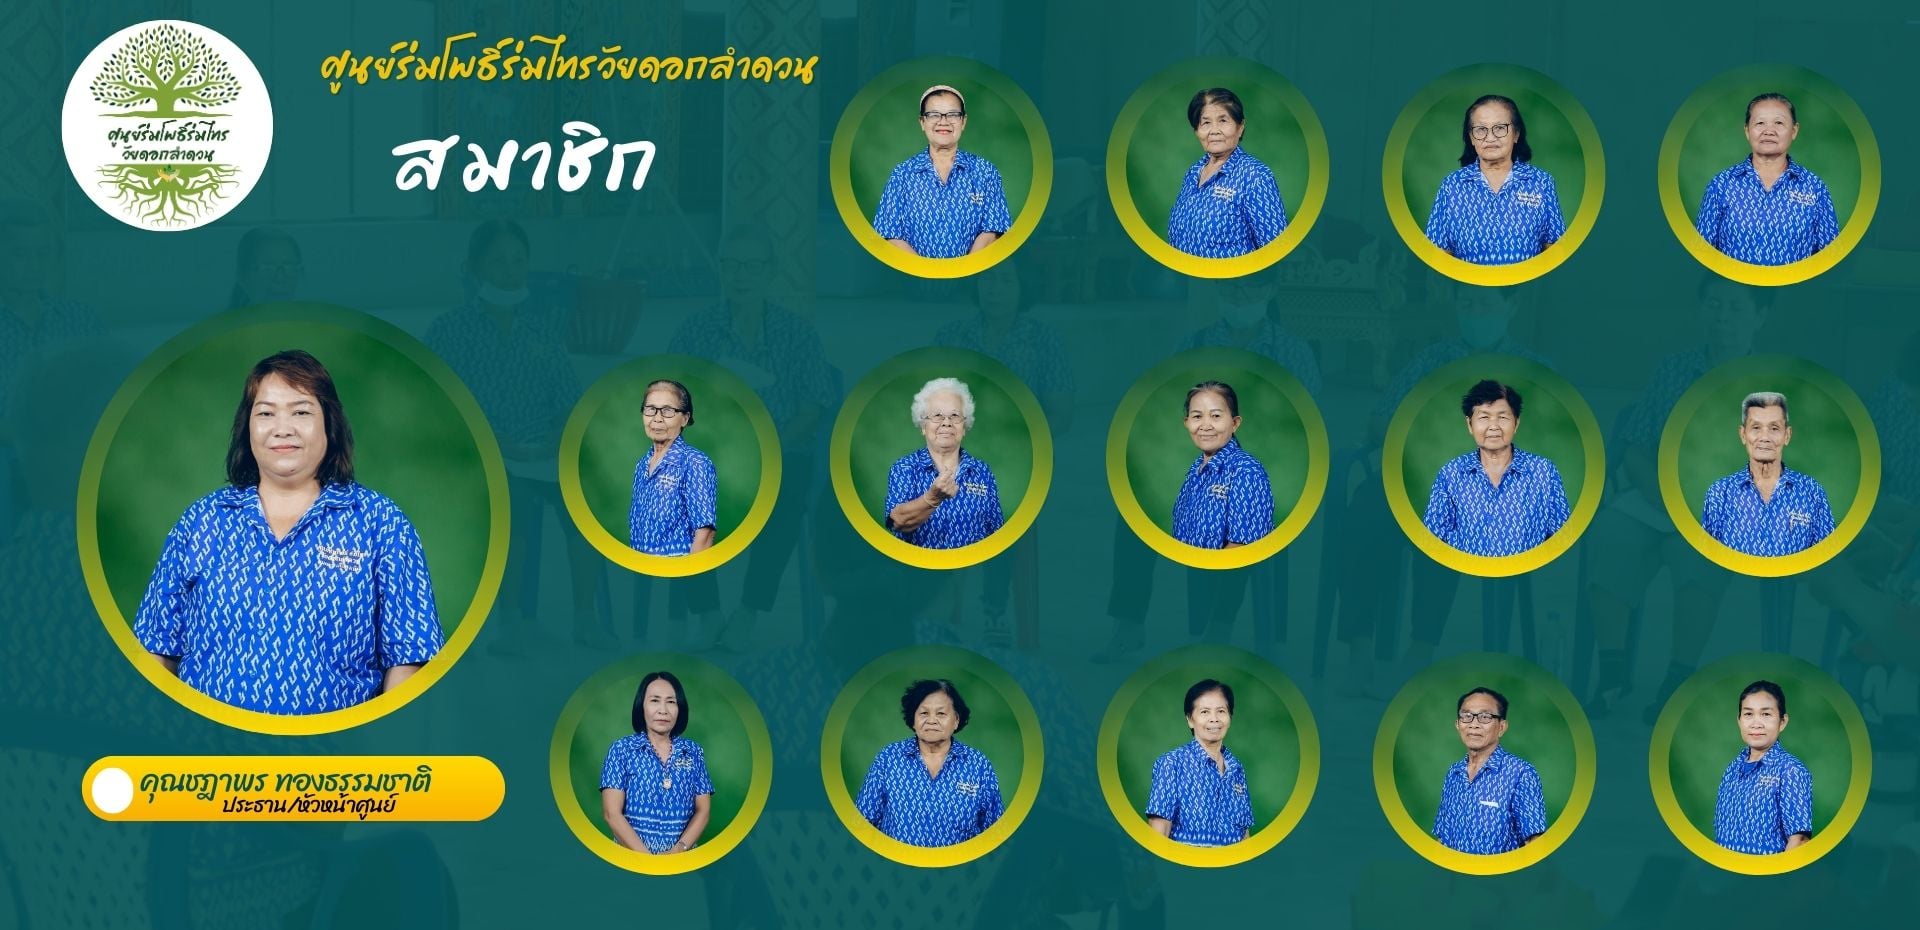 ศูนย์ร่มโพธิ์ร่มไทรวัยดอกลำดวน
สมาชิก
ศูนย์ร่มโพธิ์ร่มไทร
วัยดอกลำดวน
คุณชฎาพร ทองธรรมชาติ
ประธาน/หัวหน้าศูนย์